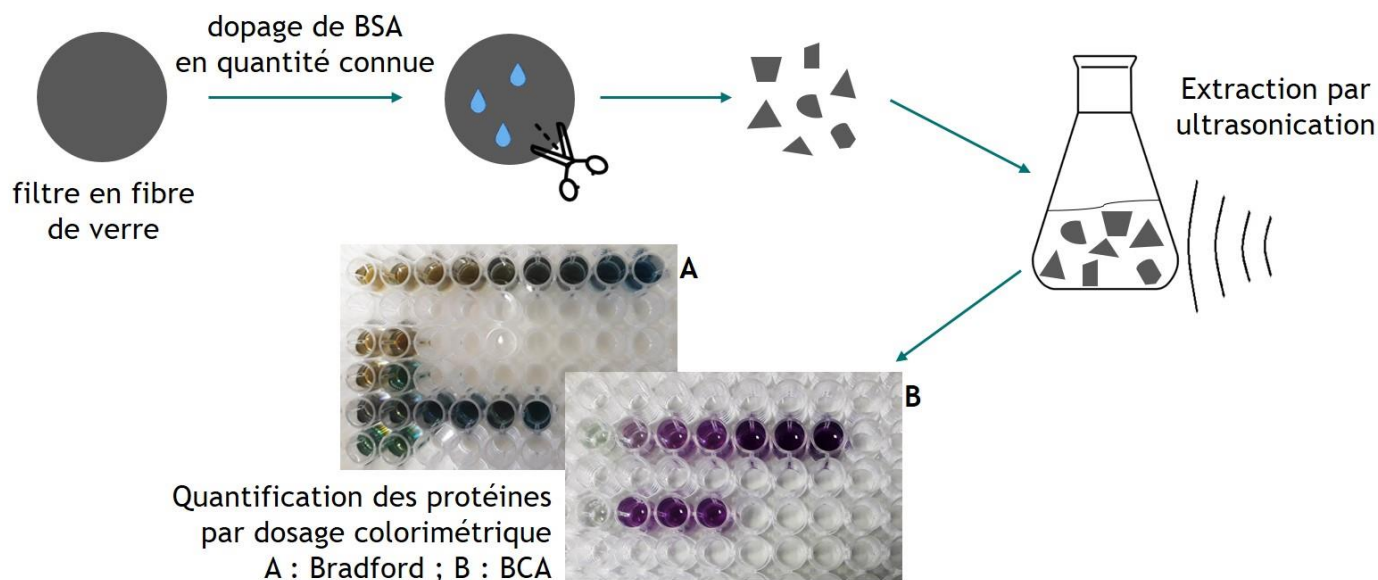 dopage de BSA
en quantité connue
filtre en fibre
de verre
Extraction par
ultrasonication
A
B
Quantification des protéines
par dosage colorimétrique
A : Bradford ; B : BCA